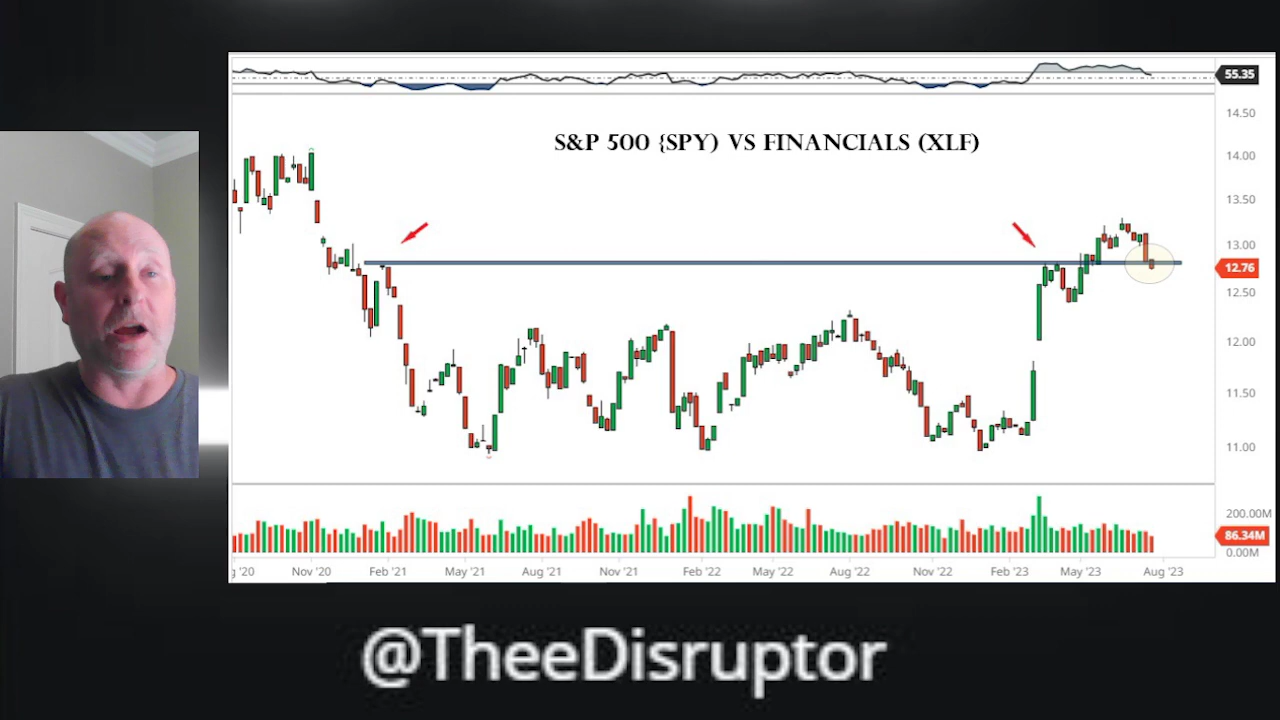 55.35
14.50
S&P 500 {SPY) VS FINANCIALS (XLF)
14.00
13.50
13.00
12.76
12.50
12.00
11.50
11.00
200.00M
86.34M
0.00M
g '20 Nov '20 Feb '21 May '21 Aug '21 Nov '21 Feb '22 May '22 Aug '22 Nov '22 Feb '23 May '23 Aug '23
@TheeDisruptor